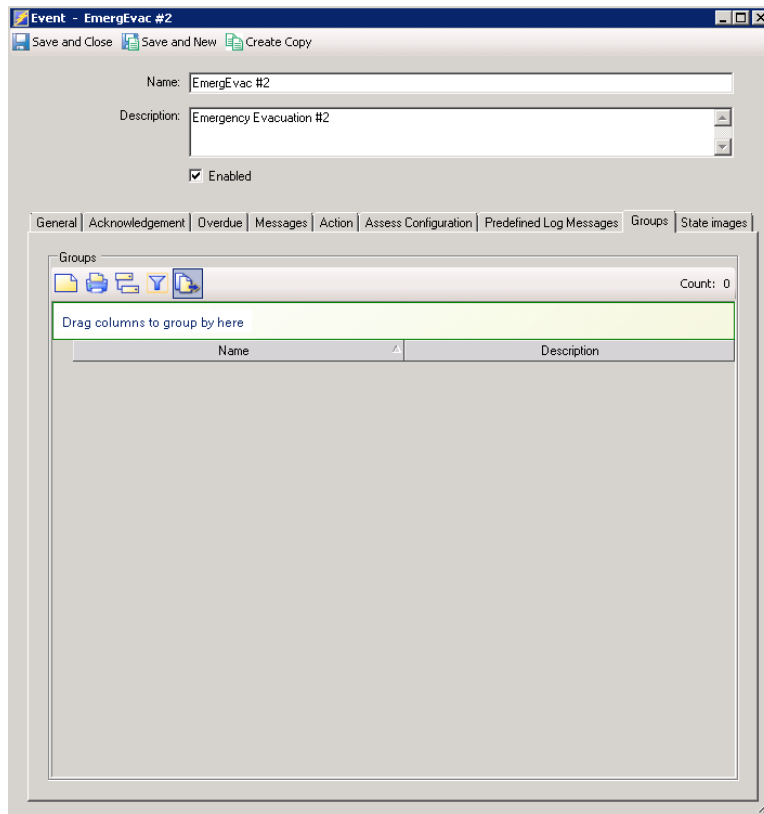 Event - EmergEvac #2
Save and Close Save and New Create Copy
Name: EmergEvac #2
Description: Emergency Evacuation #2
Enabled
General Acknowledgement Overdue Messages Action Assess Configuration Predefined Log Messages Groups State images
Groups
Count: 0
Drag columns to group by here
Name Description